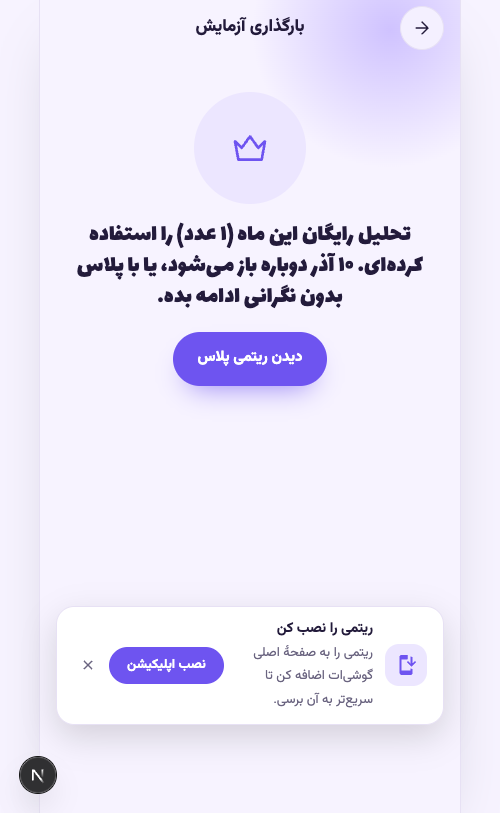 بارگذاری آزمایش
تحلیل رایگان این ماه (۱ عدد) را استفاده
کرده‌ای. ۱۰ آذر دوباره باز می‌شود، یا با پلاس
بدون نگرانی ادامه بده.
دیدن ریتمی پلاس
ریتمی را نصب کن
ریتمی را به صفحهٔ اصلی
گوشی‌ات اضافه کن تا
سریع‌تر به آن برسی.
نصب اپلیکیشن
N